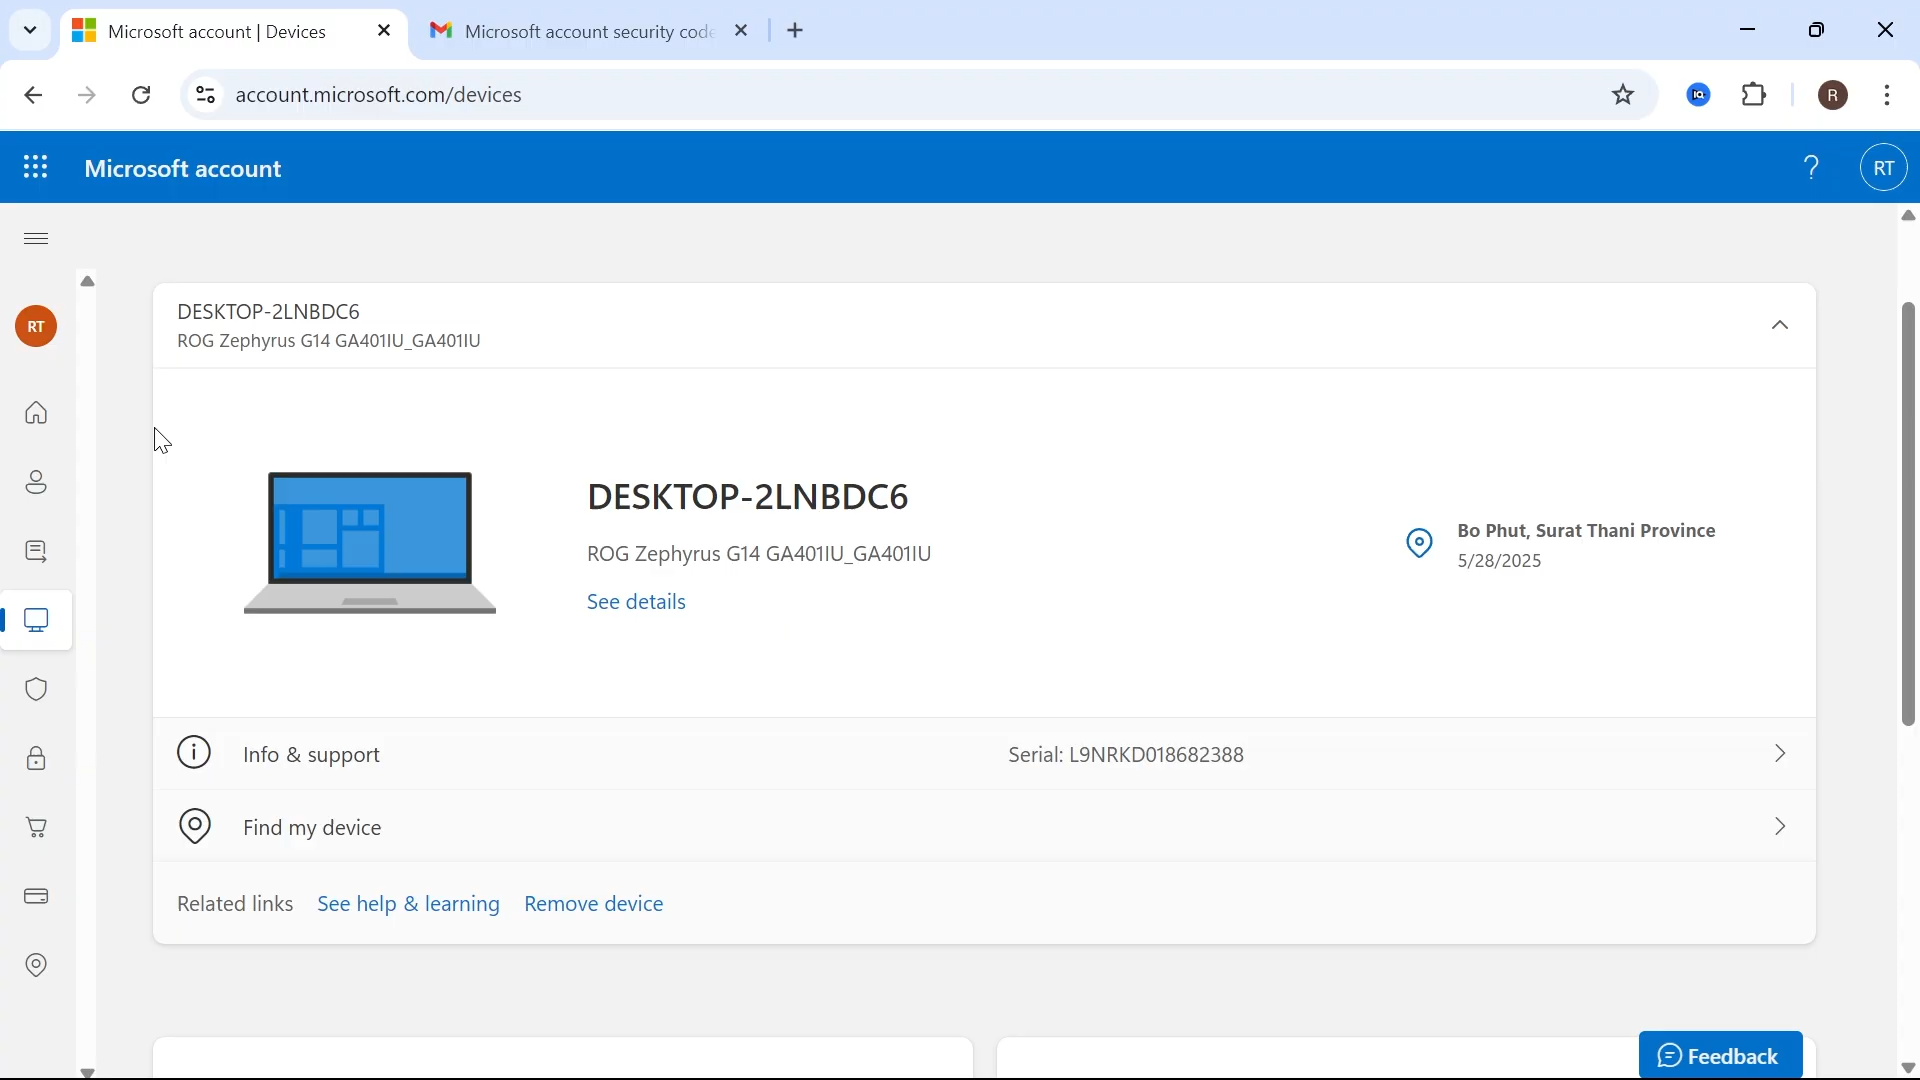 Microsoft account | Devices
Microsoft account security code
account.microsoft.com/devices
IQ
R
Microsoft account
?
RT
RT
DESKTOP-2LNBDC6
ROG Zephyrus G14 GA401IU_GA401IU
DESKTOP-2LNBDC6
ROG Zephyrus G14 GA401IU_GA401IU
See details
Bo Phut, Surat Thani Province
5/28/2025
Info & support
Serial: L9NRKD018682388
Find my device
Related links
See help & learning
Remove device
Feedback